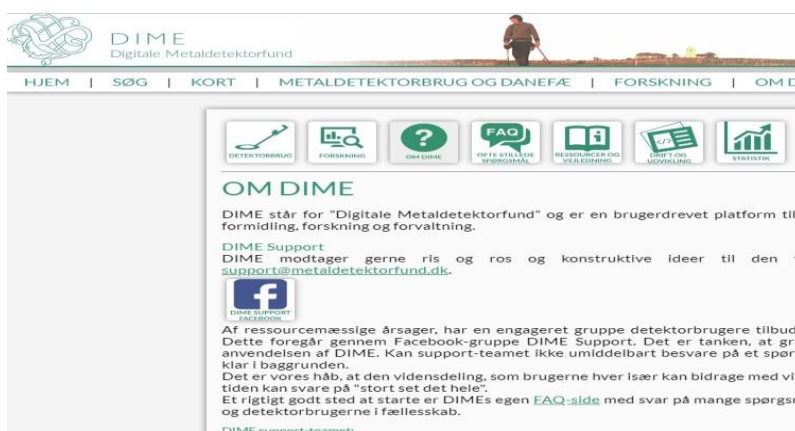 DIME
Digitale Metaldetektorfund
HJEM | SØG | KORT | METALDETEKTORBRUG OG DANEFÆ | FORSKNING | OM D
DETEKTORBRUG
FORSKNING
?
OM DIME
FAQ
OFTE STILLEDE
SPØRGSMÅL
i
RESSOURCER OG
VEJLEDNING
</>
DRIFT OG
UDVIKLING
STATISTIK
OM DIME
DIME står for "Digitale Metaldetektorfund" og er en brugerdrevet platform til
formidling, forskning og forvaltning.
DIME Support
DIME modtager gerne ris og ros og konstruktive ideer til den
support@metaldetektorfund.dk.
f
DIME SUPPORT
FACEBOOK
Af ressourcemæssige årsager, har en engageret gruppe detektorbrugere tilbud
Dette foregår gennem Facebook-gruppe DIME Support. Det er tanken, at gr
anvendelsen af DIME. Kan support-teamet ikke umiddelbart besvare på et spør
klar i baggrunden.
Det er vores håb, at den vidensdeling, som brugerne hver især kan bidrage med vi
tiden kan svare på "stort set det hele".
Et rigtigt godt sted at starte er DIMEs egen FAQ-side med svar på mange spørgs
og detektorbrugerne i fællesskab.
DIME support-teamet: